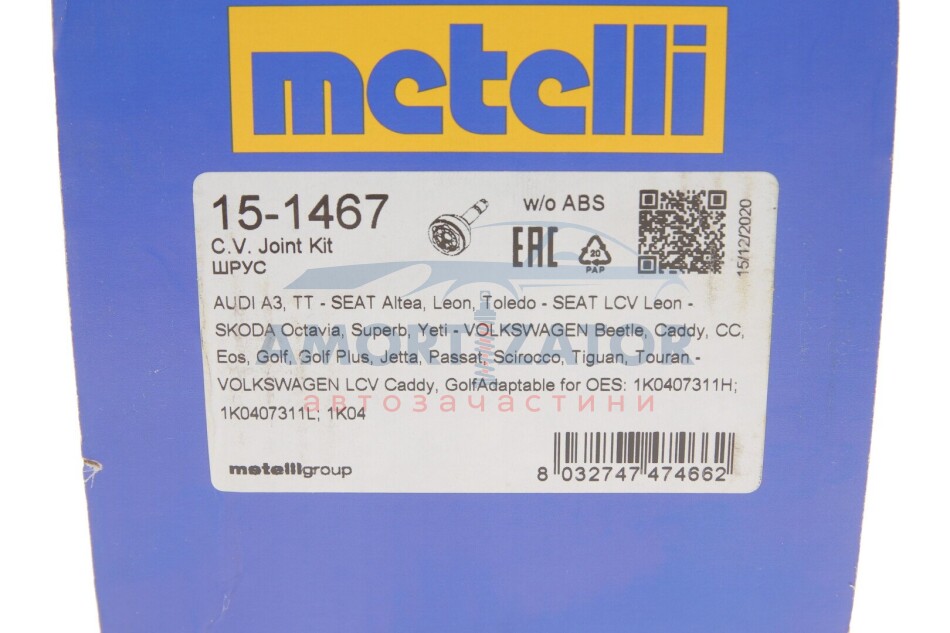 metelli
15-1467
w/o ABS
C.V. Joint Kit
ШРУС
EAC
20
PAP
15/12/2020
AUDI A3, TT - SEAT Altea, Leon, Toledo - SEAT LCV Leon -
SKODA Octavia, Superb, Yeti - VOLKSWAGEN Beetle, Caddy, CC,
Eos, Golf, Golf Plus, Jetta, Passat, Scirocco, Tiguan, Touran -
VOLKSWAGEN LCV Caddy, GolfAdaptable for OES: 1K0407311H;
1K0407311L; 1K04
AMORTIZATOR
автозапчастини
metelligroup
8 032747 474662